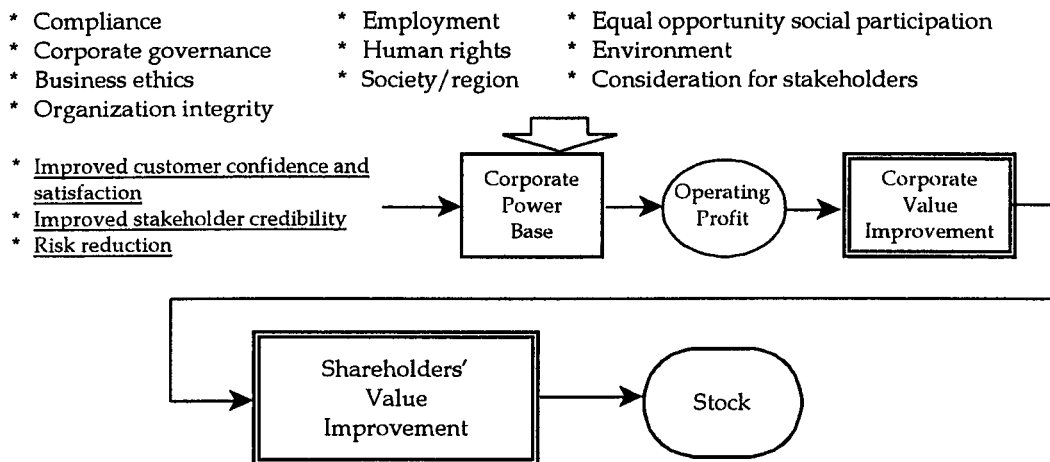 * Compliance
* Corporate governance
* Business ethics
* Organization integrity
* Employment
* Human rights
* Society/region
* Equal opportunity social participation
* Environment
* Consideration for stakeholders
* Improved customer confidence and
satisfaction
* Improved stakeholder credibility
* Risk reduction
Corporate
Power
Base
Operating
Profit
Corporate
Value
Improvement
Shareholders'
Value
Improvement
Stock